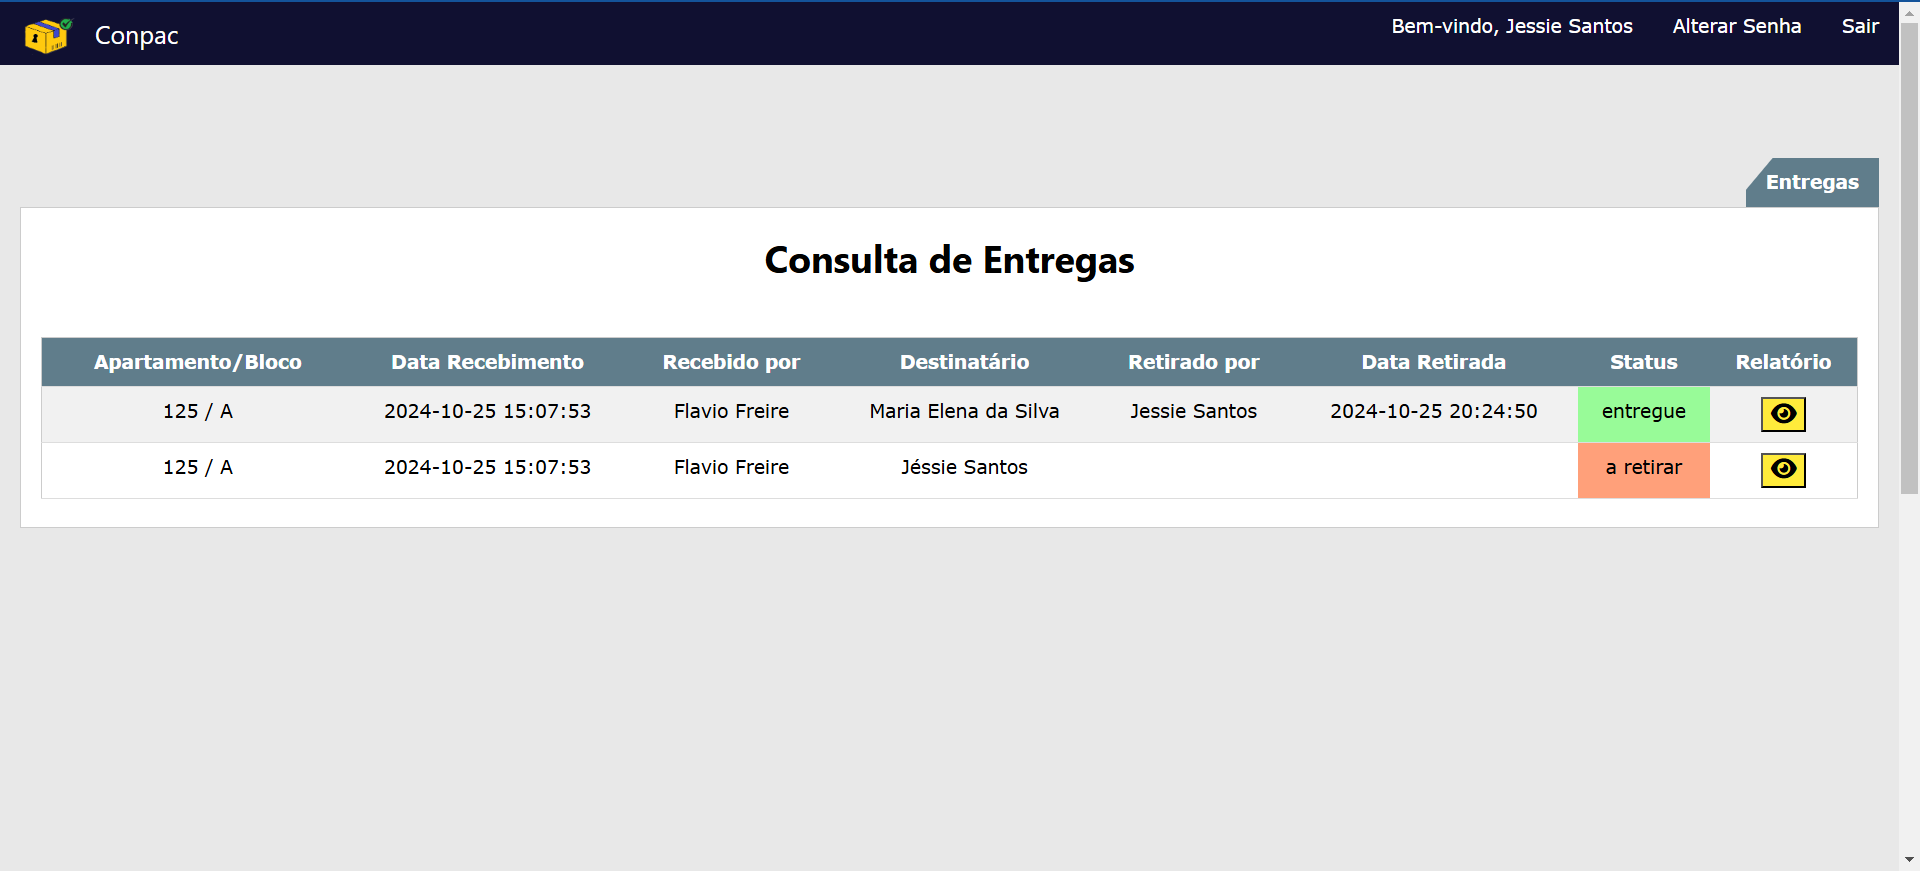 Conpac
Bem-vindo, Jessie Santos Alterar Senha Sair
Entregas
Consulta de Entregas
Apartamento/Bloco Data Recebimento Recebido por Destinatário Retirado por Data Retirada Status Relatório
125 / A 2024-10-25 15:07:53 Flavio Freire Maria Elena da Silva Jessie Santos 2024-10-25 20:24:50 entregue
125 / A 2024-10-25 15:07:53 Flavio Freire Jéssie Santos a retirar